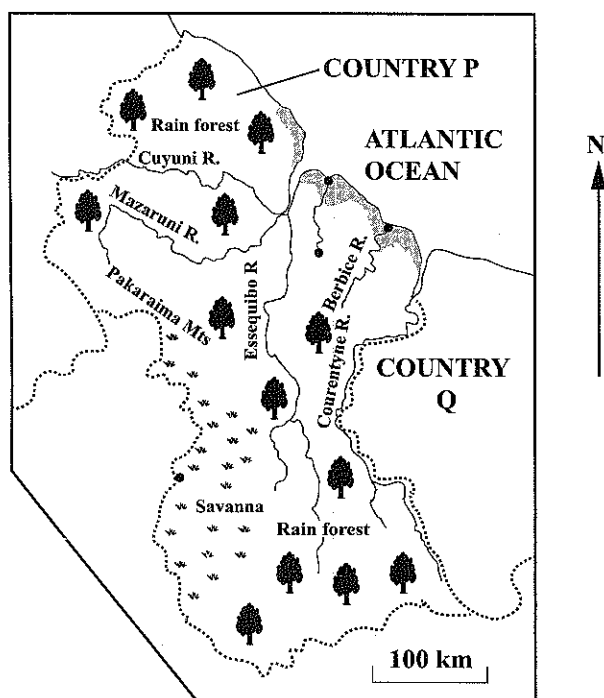 COUNTRY P
Rain forest
ATLANTIC
OCEAN
N
Cuyuni R.
Mazaruni R.
Pakaraima Mts
Essequibo R
Berbice R.
Courentyne R.
COUNTRY
Q
Savanna
Rain forest
100 km